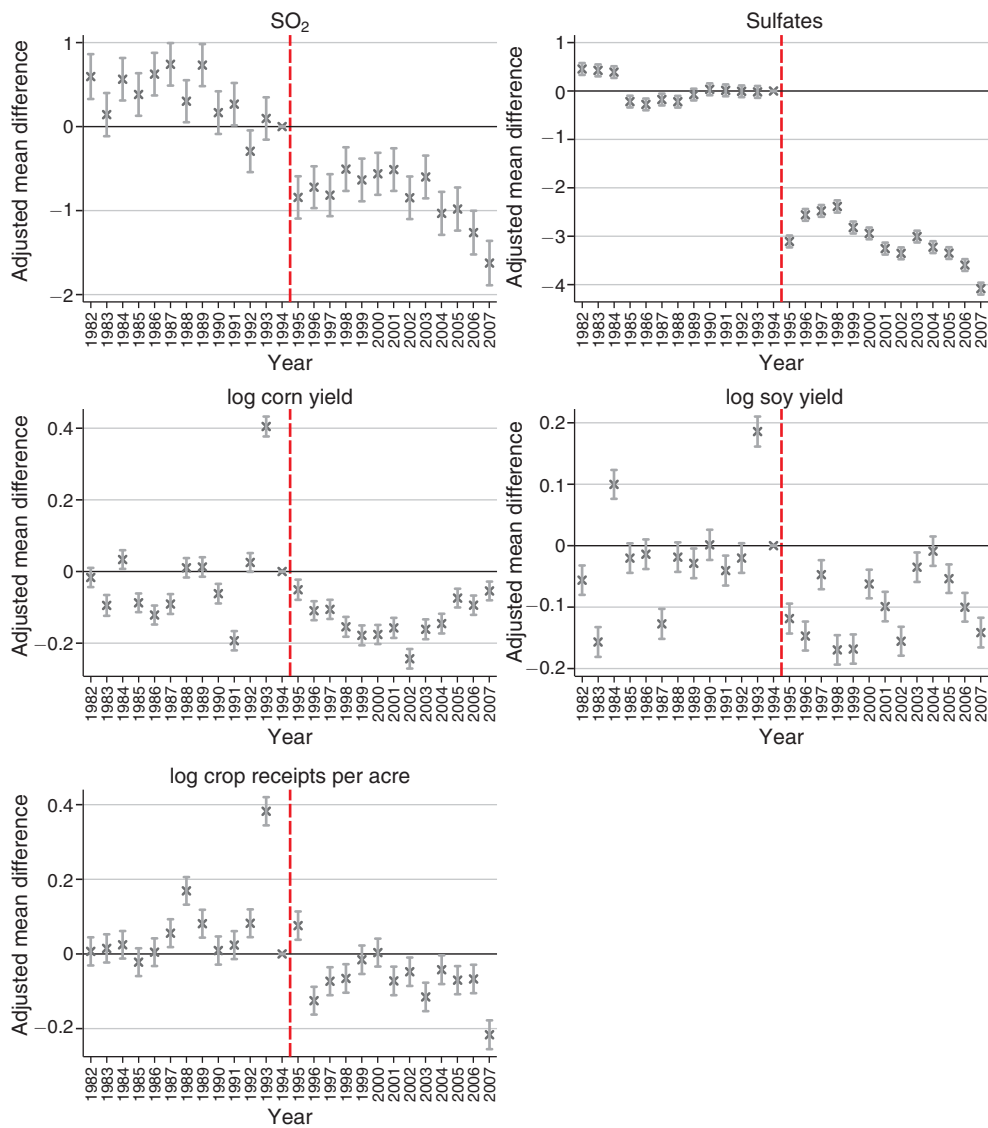 SO2
Adjusted mean difference
1
0
−1
−2
1982 1983 1984 1985 1986 1987 1988 1989 1990 1991 1992 1993 1994 1995 1996 1997 1998 1999 2000 2001 2002 2003 2004 2005 2006 2007
Year
Sulfates
Adjusted mean difference
1
0
−1
−2
−3
−4
1982 1983 1984 1985 1986 1987 1988 1989 1990 1991 1992 1993 1994 1995 1996 1997 1998 1999 2000 2001 2002 2003 2004 2005 2006 2007
Year
log corn yield
Adjusted mean difference
0.4
0.2
0
−0.2
1982 1983 1984 1985 1986 1987 1988 1989 1990 1991 1992 1993 1994 1995 1996 1997 1998 1999 2000 2001 2002 2003 2004 2005 2006 2007
Year
log soy yield
Adjusted mean difference
0.2
0.1
0
−0.1
−0.2
1982 1983 1984 1985 1986 1987 1988 1989 1990 1991 1992 1993 1994 1995 1996 1997 1998 1999 2000 2001 2002 2003 2004 2005 2006 2007
Year
log crop receipts per acre
Adjusted mean difference
0.4
0.2
0
−0.2
1982 1983 1984 1985 1986 1987 1988 1989 1990 1991 1992 1993 1994 1995 1996 1997 1998 1999 2000 2001 2002 2003 2004 2005 2006 2007
Year